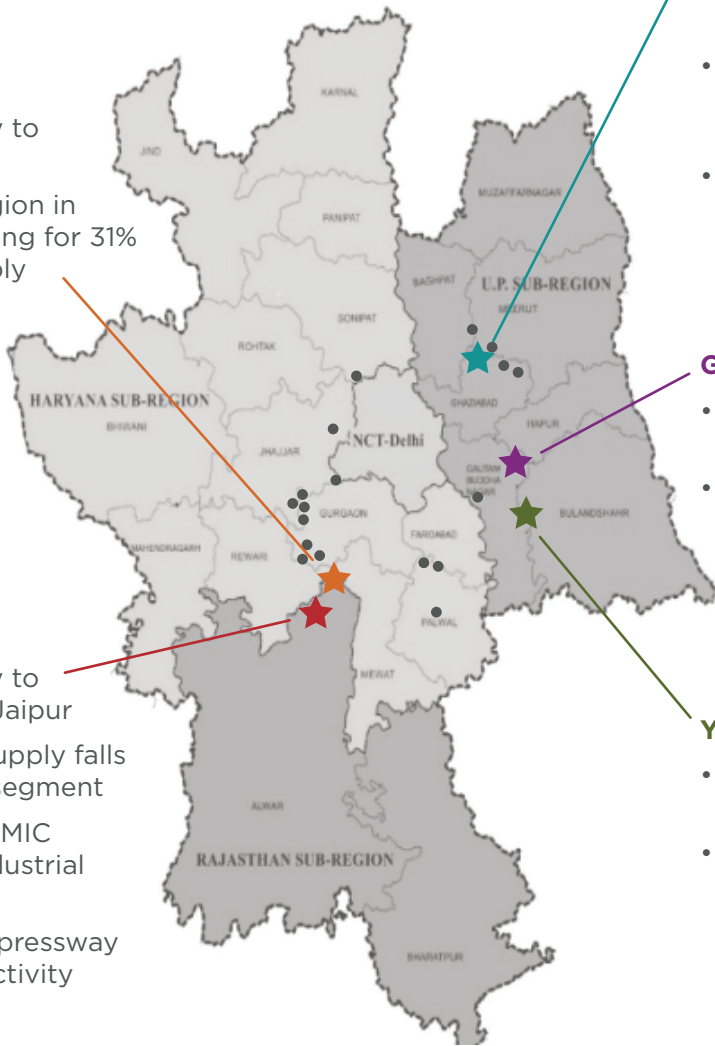 y to
gion in
ing for 31%
ply
KARNAL
JIND
PANIPAT
MUZAFFARNAGAR
BAGHPAT
U.P. SUB-REGION
MEERUT
SONIPAT
ROHTAK
HARYANA SUB-REGION
BHIWANI
GHAZIABAD
G
HAPUR
NCT-Delhi
JHAJJAR
GAUTAM
BUDDHA
NAGAR
GURGAON
BULANDSHAHR
FARIDABAD
MAHENDRAGARH
REWARI
PALWAL
MEWAT
y to
Jaipur
upply falls
segment
MIC
dustrial
pressway
ctivity
Y
ALWAR
RAJASTHAN SUB-REGION
BHARATPUR